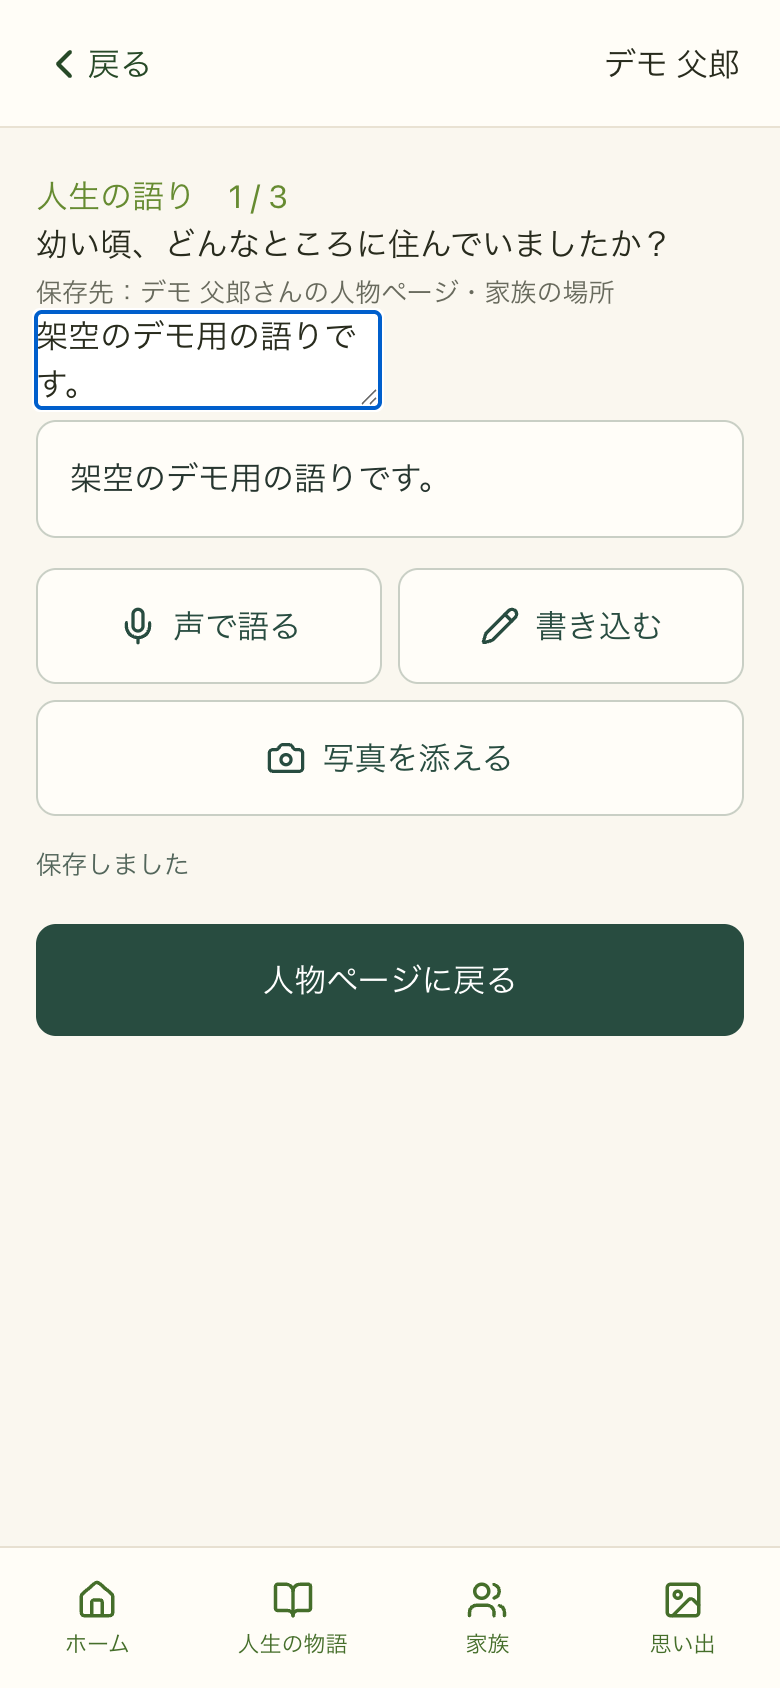 戻る
デモ 父郎
人生の語り 1 / 3
幼い頃、どんなところに住んでいましたか？
保存先：デモ 父郎さんの人物ページ・家族の場所
架空のデモ用の語りで
す。
架空のデモ用の語りです。
声で語る
書き込む
写真を添える
保存しました
人物ページに戻る
ホーム
人生の物語
家族
思い出